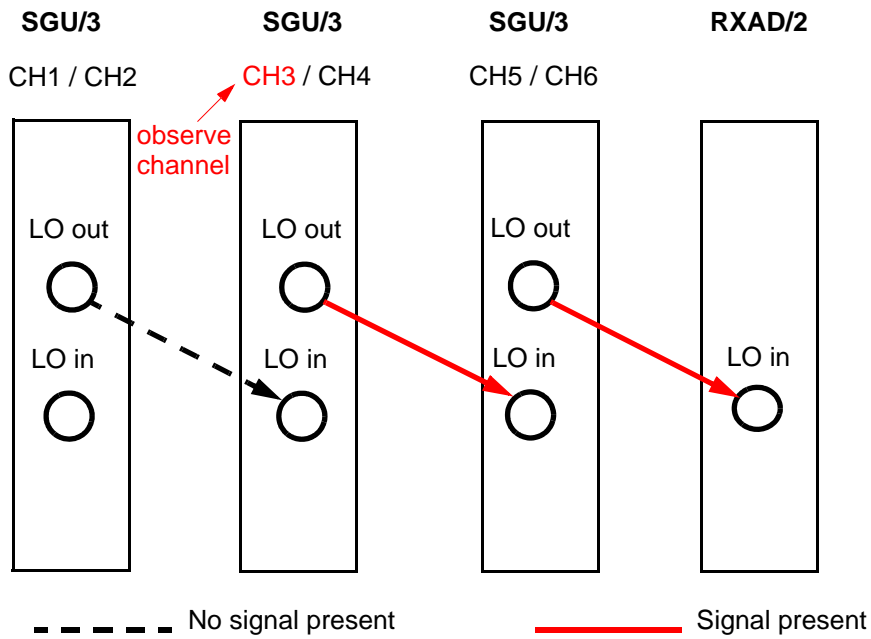 SGU/3 SGU/3 SGU/3 RXAD/2
CH1 / CH2 CH3 / CH4 CH5 / CH6
observe
channel
LO out LO out LO out
LO in LO in LO in LO in
No signal present Signal present